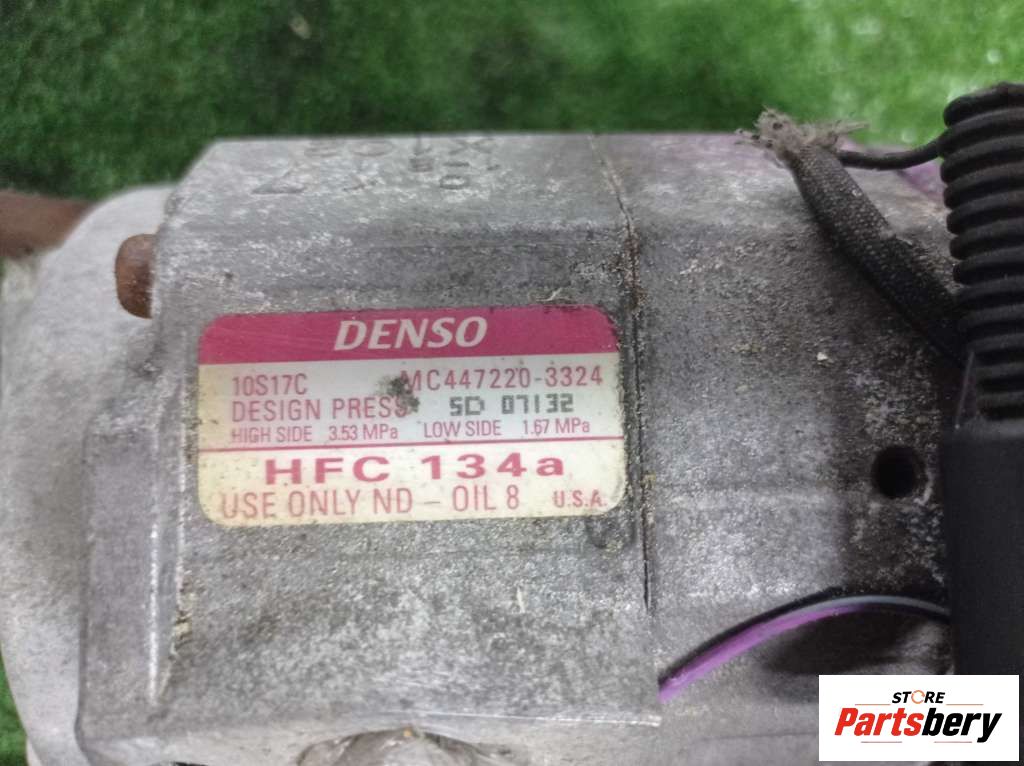 DENSO
10S17C MC447220-3324
DESIGN PRESS 5D 07132
HIGH SIDE 3.53 MPa LOW SIDE 1.67 MPa
HFC 134a
USE ONLY ND-OIL 8 U.S.A.
STORE
Partsbery